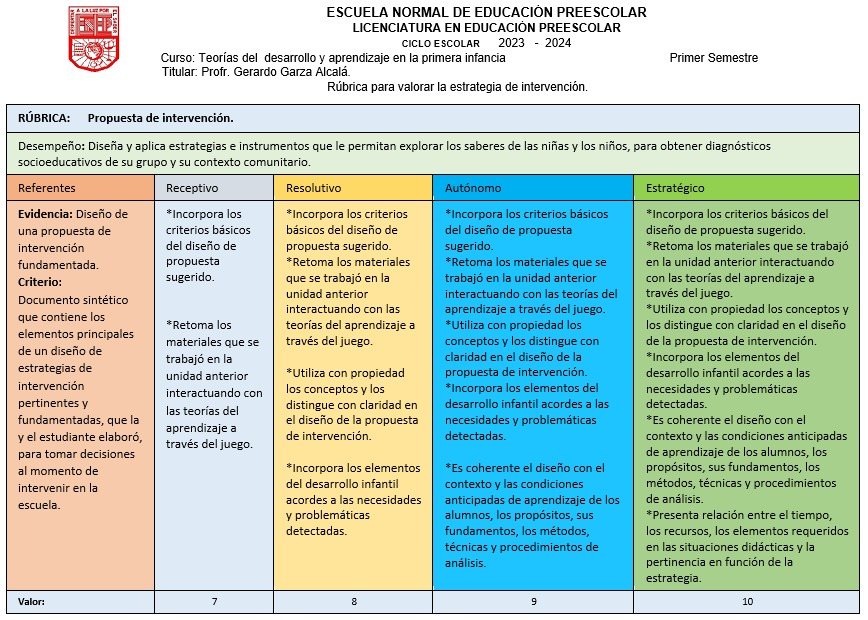 A LA LUZ POR
DESPERTAR
EL SABER
ESCUELA NORMAL DE EDUCACIÓN PREESCOLAR
LICENCIATURA EN EDUCACIÓN PREESCOLAR
CICLO ESCOLAR 2023 - 2024
Curso: Teorías del desarrollo y aprendizaje en la primera infancia Primer Semestre
Titular: Profr. Gerardo Garza Alcalá.
Rúbrica para valorar la estrategia de intervención.
RÚBRICA: Propuesta de intervención.
Desempeño: Diseña y aplica estrategias e instrumentos que le permitan explorar los saberes de las niñas y los niños, para obtener diagnósticos
socioeducativos de su grupo y su contexto comunitario.
Referentes
Receptivo
Resolutivo
Autónomo
Estratégico
Evidencia: Diseño de
una propuesta de
intervención
fundamentada.
Criterio:
Documento sintético
que contiene los
elementos principales
de un diseño de
estrategias de
intervención
pertinentes y
fundamentadas, que la
y el estudiante elaboró,
para tomar decisiones
al momento de
intervenir en la
escuela.
*Incorpora los
criterios básicos
del diseño de
propuesta
sugerido.
*Retoma los
materiales que se
trabajó en la
unidad anterior
interactuando con
las teorías del
aprendizaje a
través del juego.
*Incorpora los criterios
básicos del diseño de
propuesta sugerido.
*Retoma los materiales
que se trabajó en la
unidad anterior
interactuando con las
teorías del aprendizaje a
través del juego.
*Utiliza con propiedad
los conceptos y los
distingue con claridad en
el diseño de la propuesta
de intervención.
*Incorpora los elementos
del desarrollo infantil
acordes a las necesidades
y problemáticas
detectadas.
*Incorpora los criterios básicos
del diseño de propuesta
sugerido.
*Retoma los materiales que se
trabajó en la unidad anterior
interactuando con las teorías del
aprendizaje a través del juego.
*Utiliza con propiedad los
conceptos y los distingue con
claridad en el diseño de la
propuesta de intervención.
*Incorpora los elementos del
desarrollo infantil acordes a las
necesidades y problemáticas
detectadas.
*Es coherente el diseño con el
contexto y las condiciones
anticipadas de aprendizaje de los
alumnos, los propósitos, sus
fundamentos, los métodos,
técnicas y procedimientos de
análisis.
*Incorpora los criterios básicos del
diseño de propuesta sugerido.
*Retoma los materiales que se trabajó
en la unidad anterior interactuando
con las teorías del aprendizaje a
través del juego.
*Utiliza con propiedad los conceptos y
los distingue con claridad en el diseño
de la propuesta de intervención.
*Incorpora los elementos del
desarrollo infantil acordes a las
necesidades y problemáticas
detectadas.
*Es coherente el diseño con el
contexto y las condiciones anticipadas
de aprendizaje de los alumnos, los
propósitos, sus fundamentos, los
métodos, técnicas y procedimientos
de análisis.
*Presenta relación entre el tiempo,
los recursos, los elementos requeridos
en las situaciones didácticas y la
pertinencia en función de la
estrategia.
Valor: 7 8 9 10